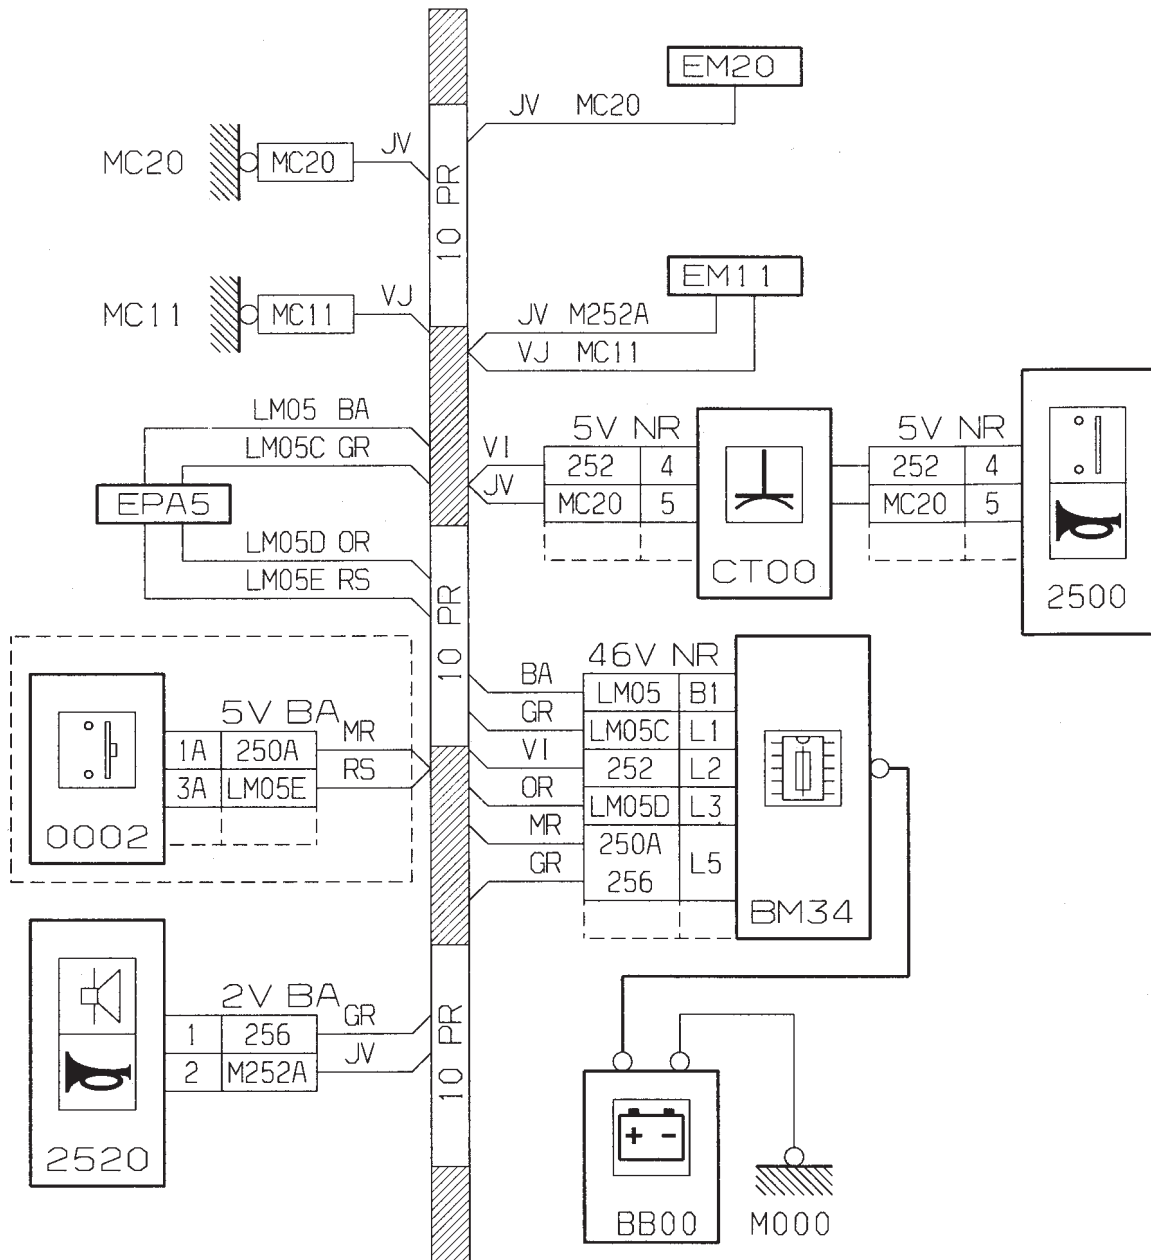 EM20
JV MC20
MC20 MC20 JV
10 PR
EM11
MC11 MC11 VJ
JV M252A
VJ MC11
LM05 BA
LM05C GR
EPA5
LM05D OR
LM05E RS
5V NR
VI 252 4
JV MC20 5
CT00
5V NR
252 4
MC20 5
2500
10 PR
46V NR
BA LM05 B1
GR LM05C L1
VI 252 L2
OR LM05D L3
MR 250A L5
GR 256
BM34
5V BA
1A 250A MR
3A LM05E RS
0002
2V BA
1 256 GR
2 M252A JV
2520
10 PR
+ -
BB00
M000